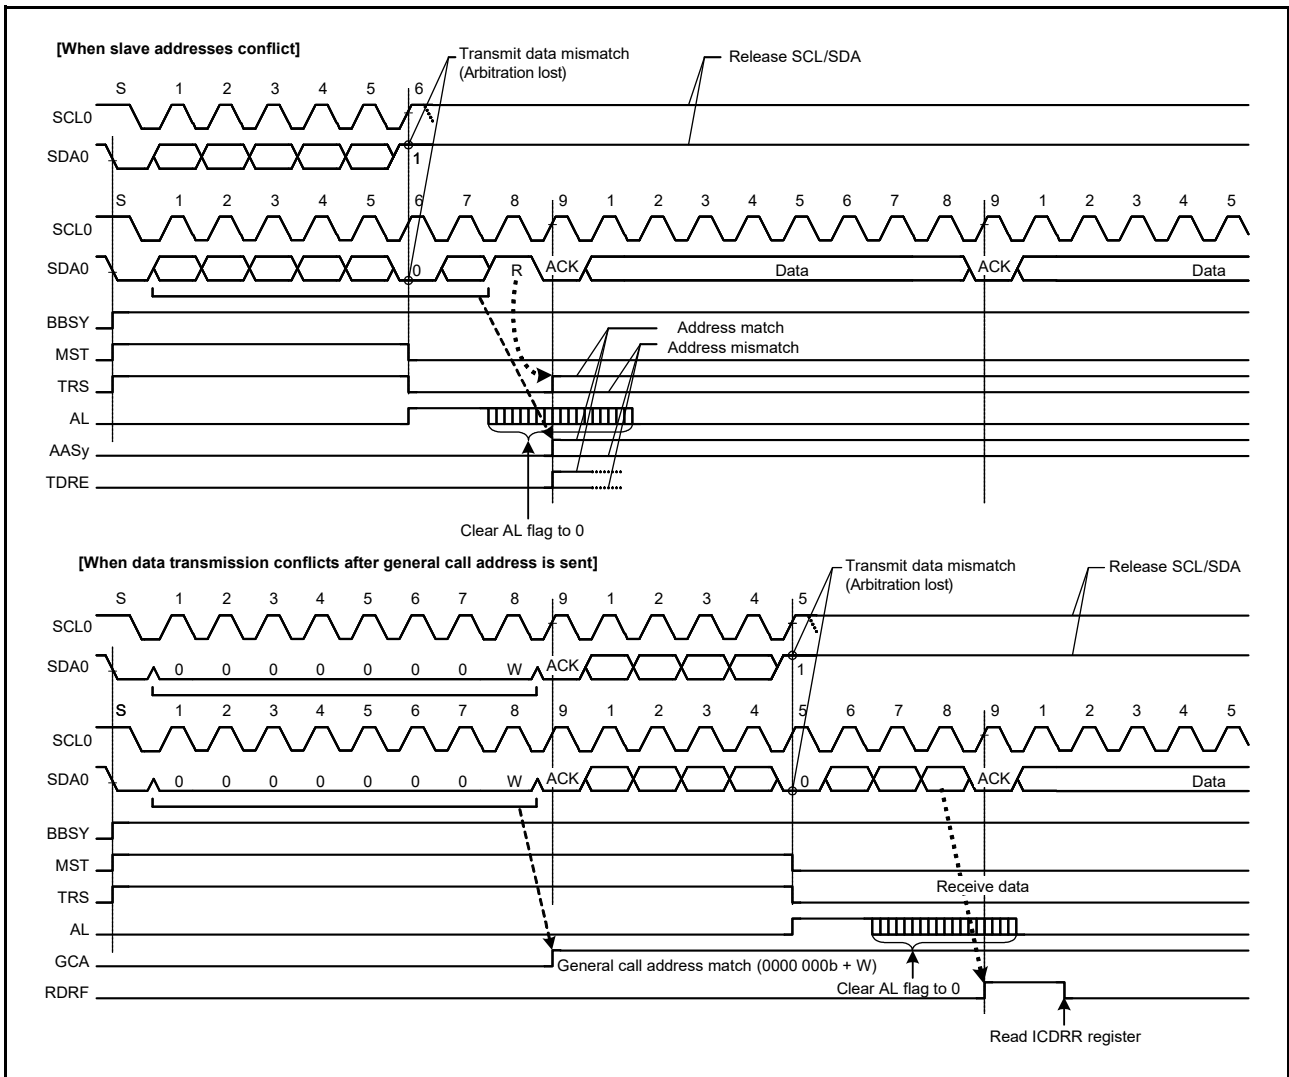 [When slave addresses conflict]
Transmit data mismatch
(Arbitration lost)
Release SCL/SDA
S 1 2 3 4 5 6
SCL0
SDA0
1
S 1 2 3 4 5 6 7 8 9 1 2 3 4 5 6 7 8 9 1 2 3 4 5
SCL0
SDA0 0 R ACK Data ACK Data
BBSY
Address match
MST
Address mismatch
TRS
AL
AASy
TDRE
Clear AL flag to 0
[When data transmission conflicts after general call address is sent]
Transmit data mismatch
(Arbitration lost)
Release SCL/SDA
S 1 2 3 4 5 6 7 8 9 1 2 3 4 5
SCL0
SDA0 0 0 0 0 0 0 0 W ACK 1
S 1 2 3 4 5 6 7 8 9 1 2 3 4 5 6 7 8 9 1 2 3 4 5
SCL0
SDA0 0 0 0 0 0 0 0 W ACK 0 ACK Data
BBSY
MST
Receive data
TRS
AL
GCA
General call address match (0000 000b + W)
Clear AL flag to 0
RDRF
Read ICDRR register